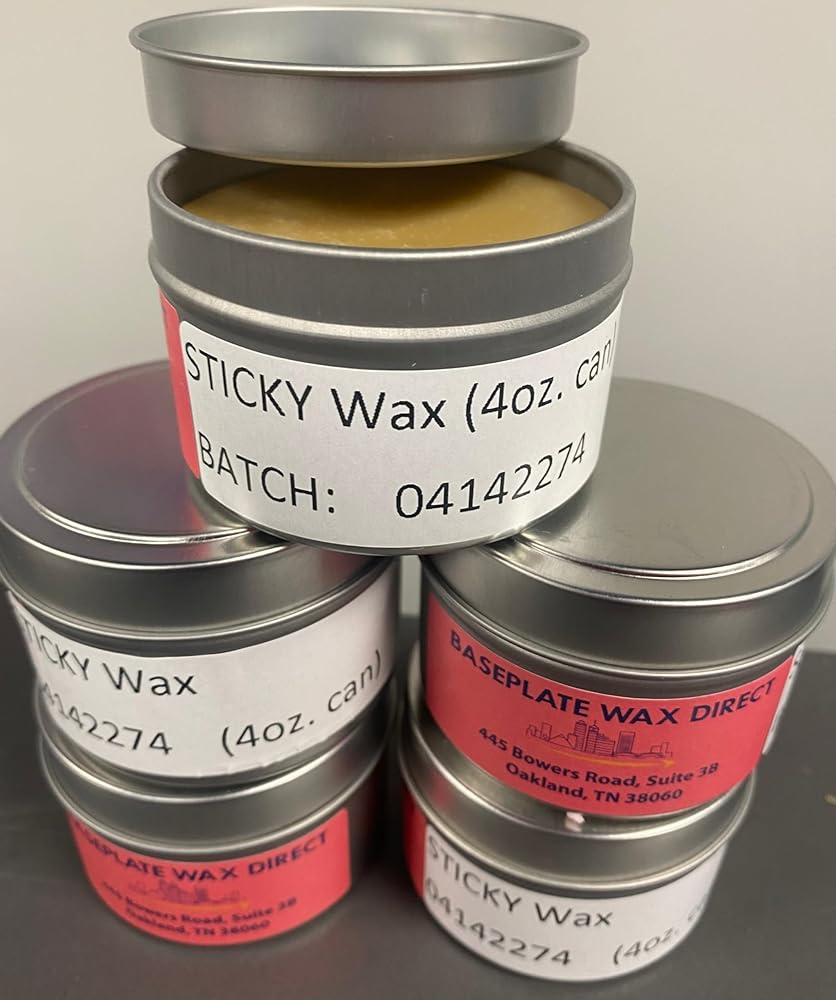 STICKY Wax (4oz. can)
BATCH: 04142274
STICKY Wax
04142274 (4oz. can)
BASEPLATE WAX DIRECT
445 Bowers Road, Suite 3B
Oakland, TN 38060
BASEPLATE WAX DIRECT
445 Bowers Road, Suite 3B
Oakland, TN 38060
STICKY Wax
04142274 (4oz.